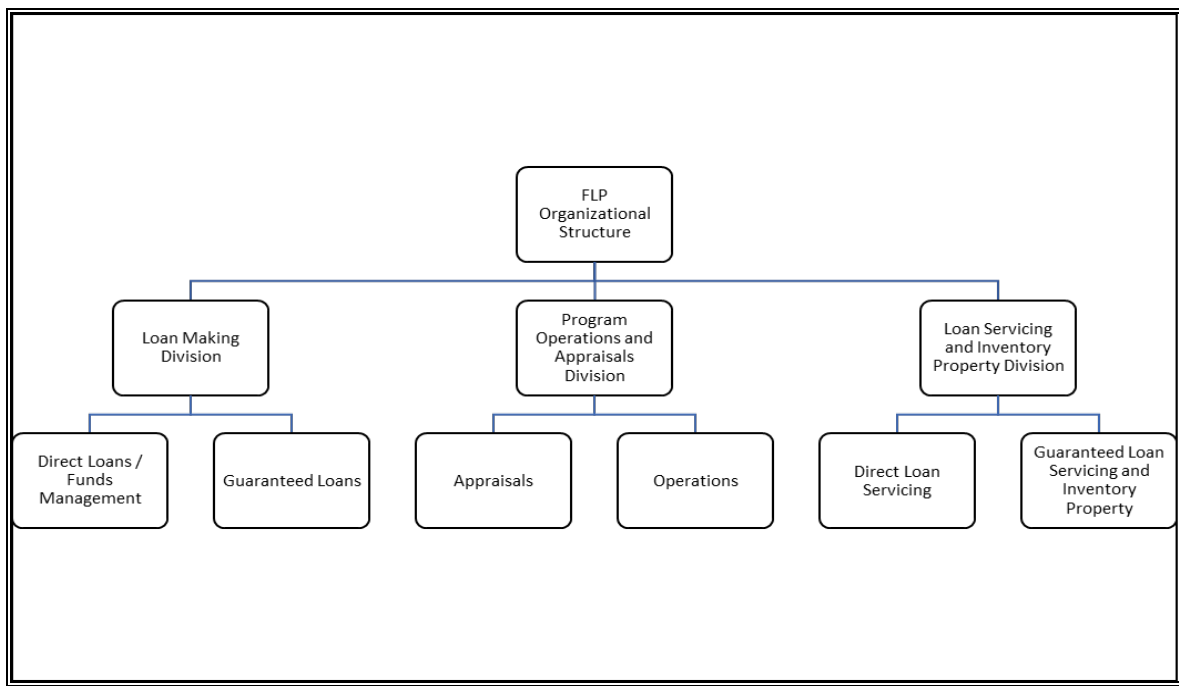 FLP
Organizational
Structure
Loan Making
Division
Program
Operations and
Appraisals
Division
Loan Servicing
and Inventory
Property Division
Direct Loans /
Funds
Management
Guaranteed Loans
Appraisals
Operations
Direct Loan
Servicing
Guaranteed Loan
Servicing and
Inventory
Property